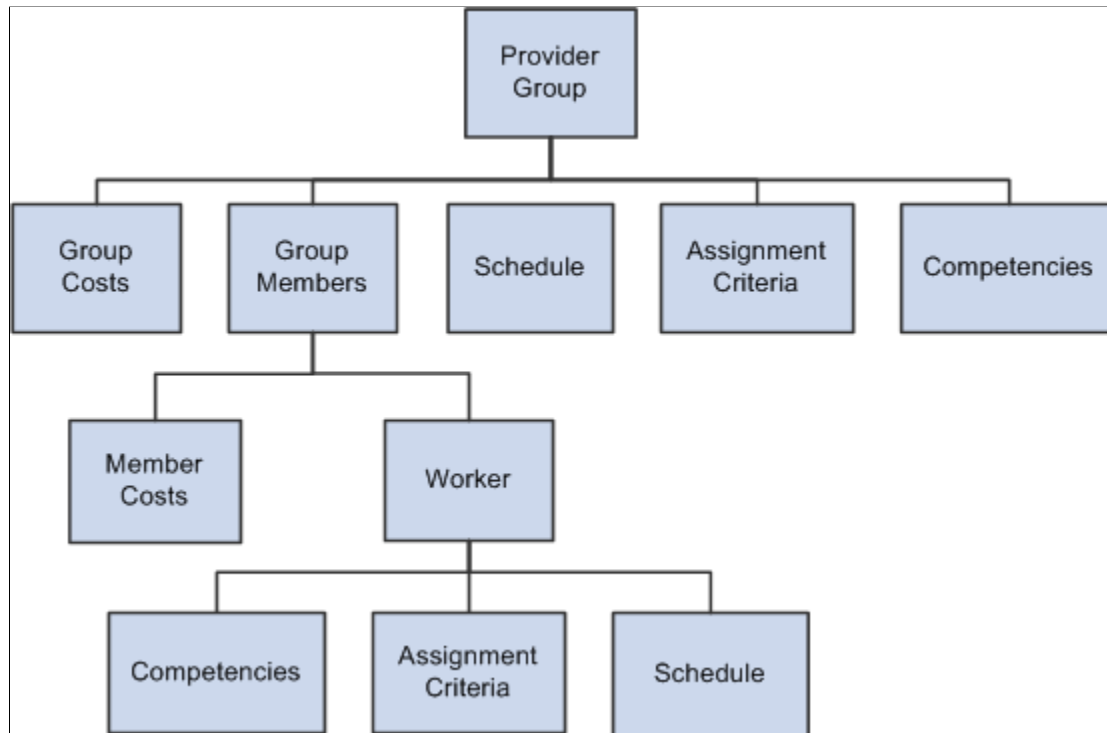 Provider
Group
Group
Costs
Group
Members
Schedule
Assignment
Criteria
Competencies
Member
Costs
Worker
Competencies
Assignment
Criteria
Schedule